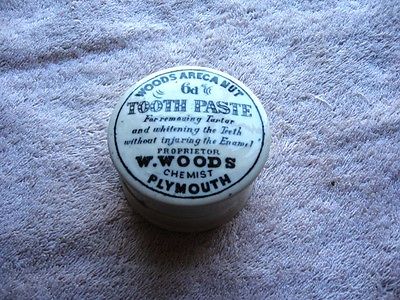 WOODS ARECA NUT
6d
TOOTH PASTE
For removing Tartar
and whitening the Teeth
without injuring the Enamel
PROPRIETOR
W. WOODS
CHEMIST
PLYMOUTH